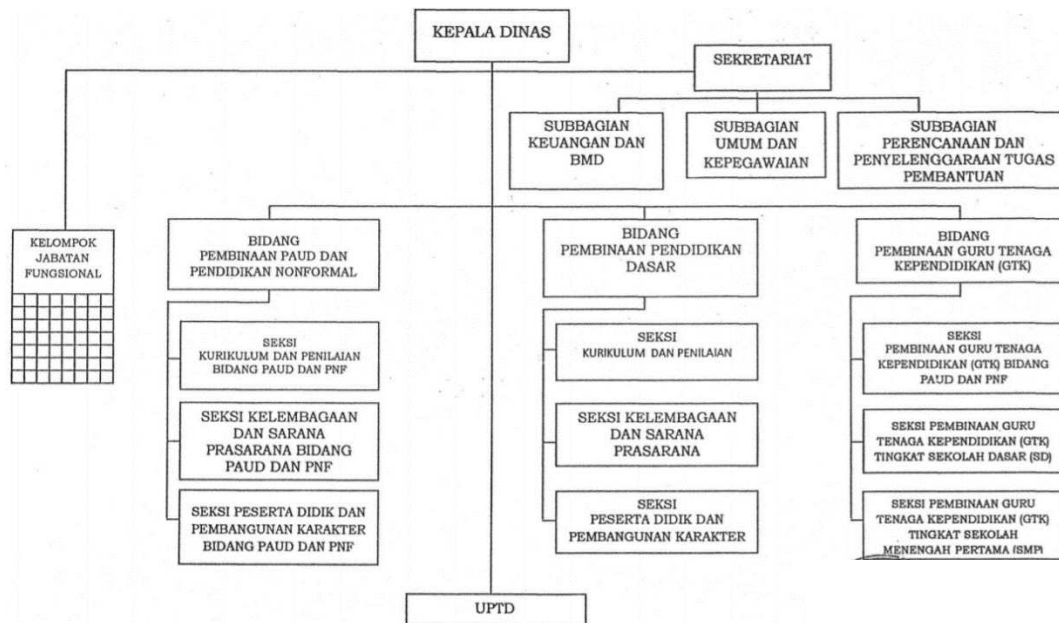 KEPALA DINAS
SEKRETARIAT
SUBBAGIAN
KEUANGAN DAN
BMD
SUBBAGIAN
UMUM DAN
KEPEGAWAIAN
SUBBAGIAN
PERENCANAAN DAN
PENYELENGGARAAN TUGAS
PEMBANTUAN
KELOMPOK
JABATAN
FUNGSIONAL
BIDANG
PEMBINAAN PAUD DAN
PENDIDIKAN NONFORMAL
SEKSI
KURIKULUM DAN PENILAIAN
BIDANG PAUD DAN PNF
SEKSI KELEMBAGAAN
DAN SARANA
PRASARANA BIDANG
PAUD DAN PNF
SEKSI PESERTA DIDIK DAN
PEMBANGUNAN KARAKTER
BIDANG PAUD DAN PNF
BIDANG
PEMBINAAN PENDIDIKAN
DASAR
SEKSI
KURIKULUM DAN PENILAIAN
SEKSI KELEMBAGAAN
DAN SARANA
PRASARANA
SEKSI
PESERTA DIDIK DAN
PEMBANGUNAN KARAKTER
BIDANG
PEMBINAAN GURU TENAGA
KEPENDIDIKAN (GTK)
SEKSI
PEMBINAAN GURU TENAGA
KEPENDIDIKAN (GTK) BIDANG
PAUD DAN PNF
SEKSI PEMBINAAN GURU
TENAGA KEPENDIDIKAN (GTK)
TINGKAT SEKOLAH DASAR (SD)
SEKSI PEMBINAAN GURU
TENAGA KEPENDIDIKAN (GTK)
TINGKAT SEKOLAH
MENENGAH PERTAMA (SMP)
UPTD